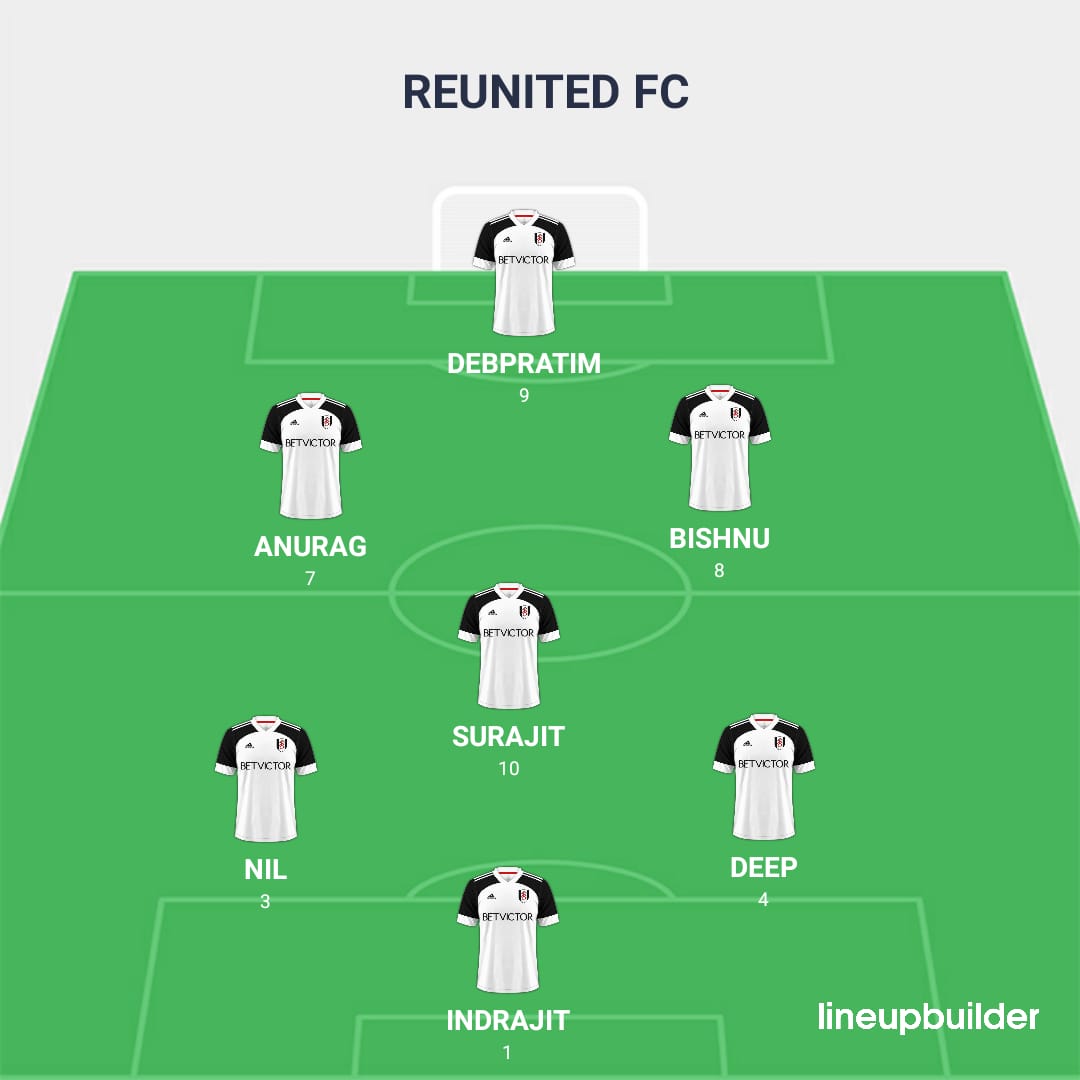 REUNITED FC
BETVICTOR
DEBPRATIM
9
BETVICTOR
BETVICTOR
ANURAG
7
BISHNU
8
BETVICTOR
SURAJIT
10
BETVICTOR
BETVICTOR
NIL
3
DEEP
4
BETVICTOR
INDRAJIT
1
lineupbuilder